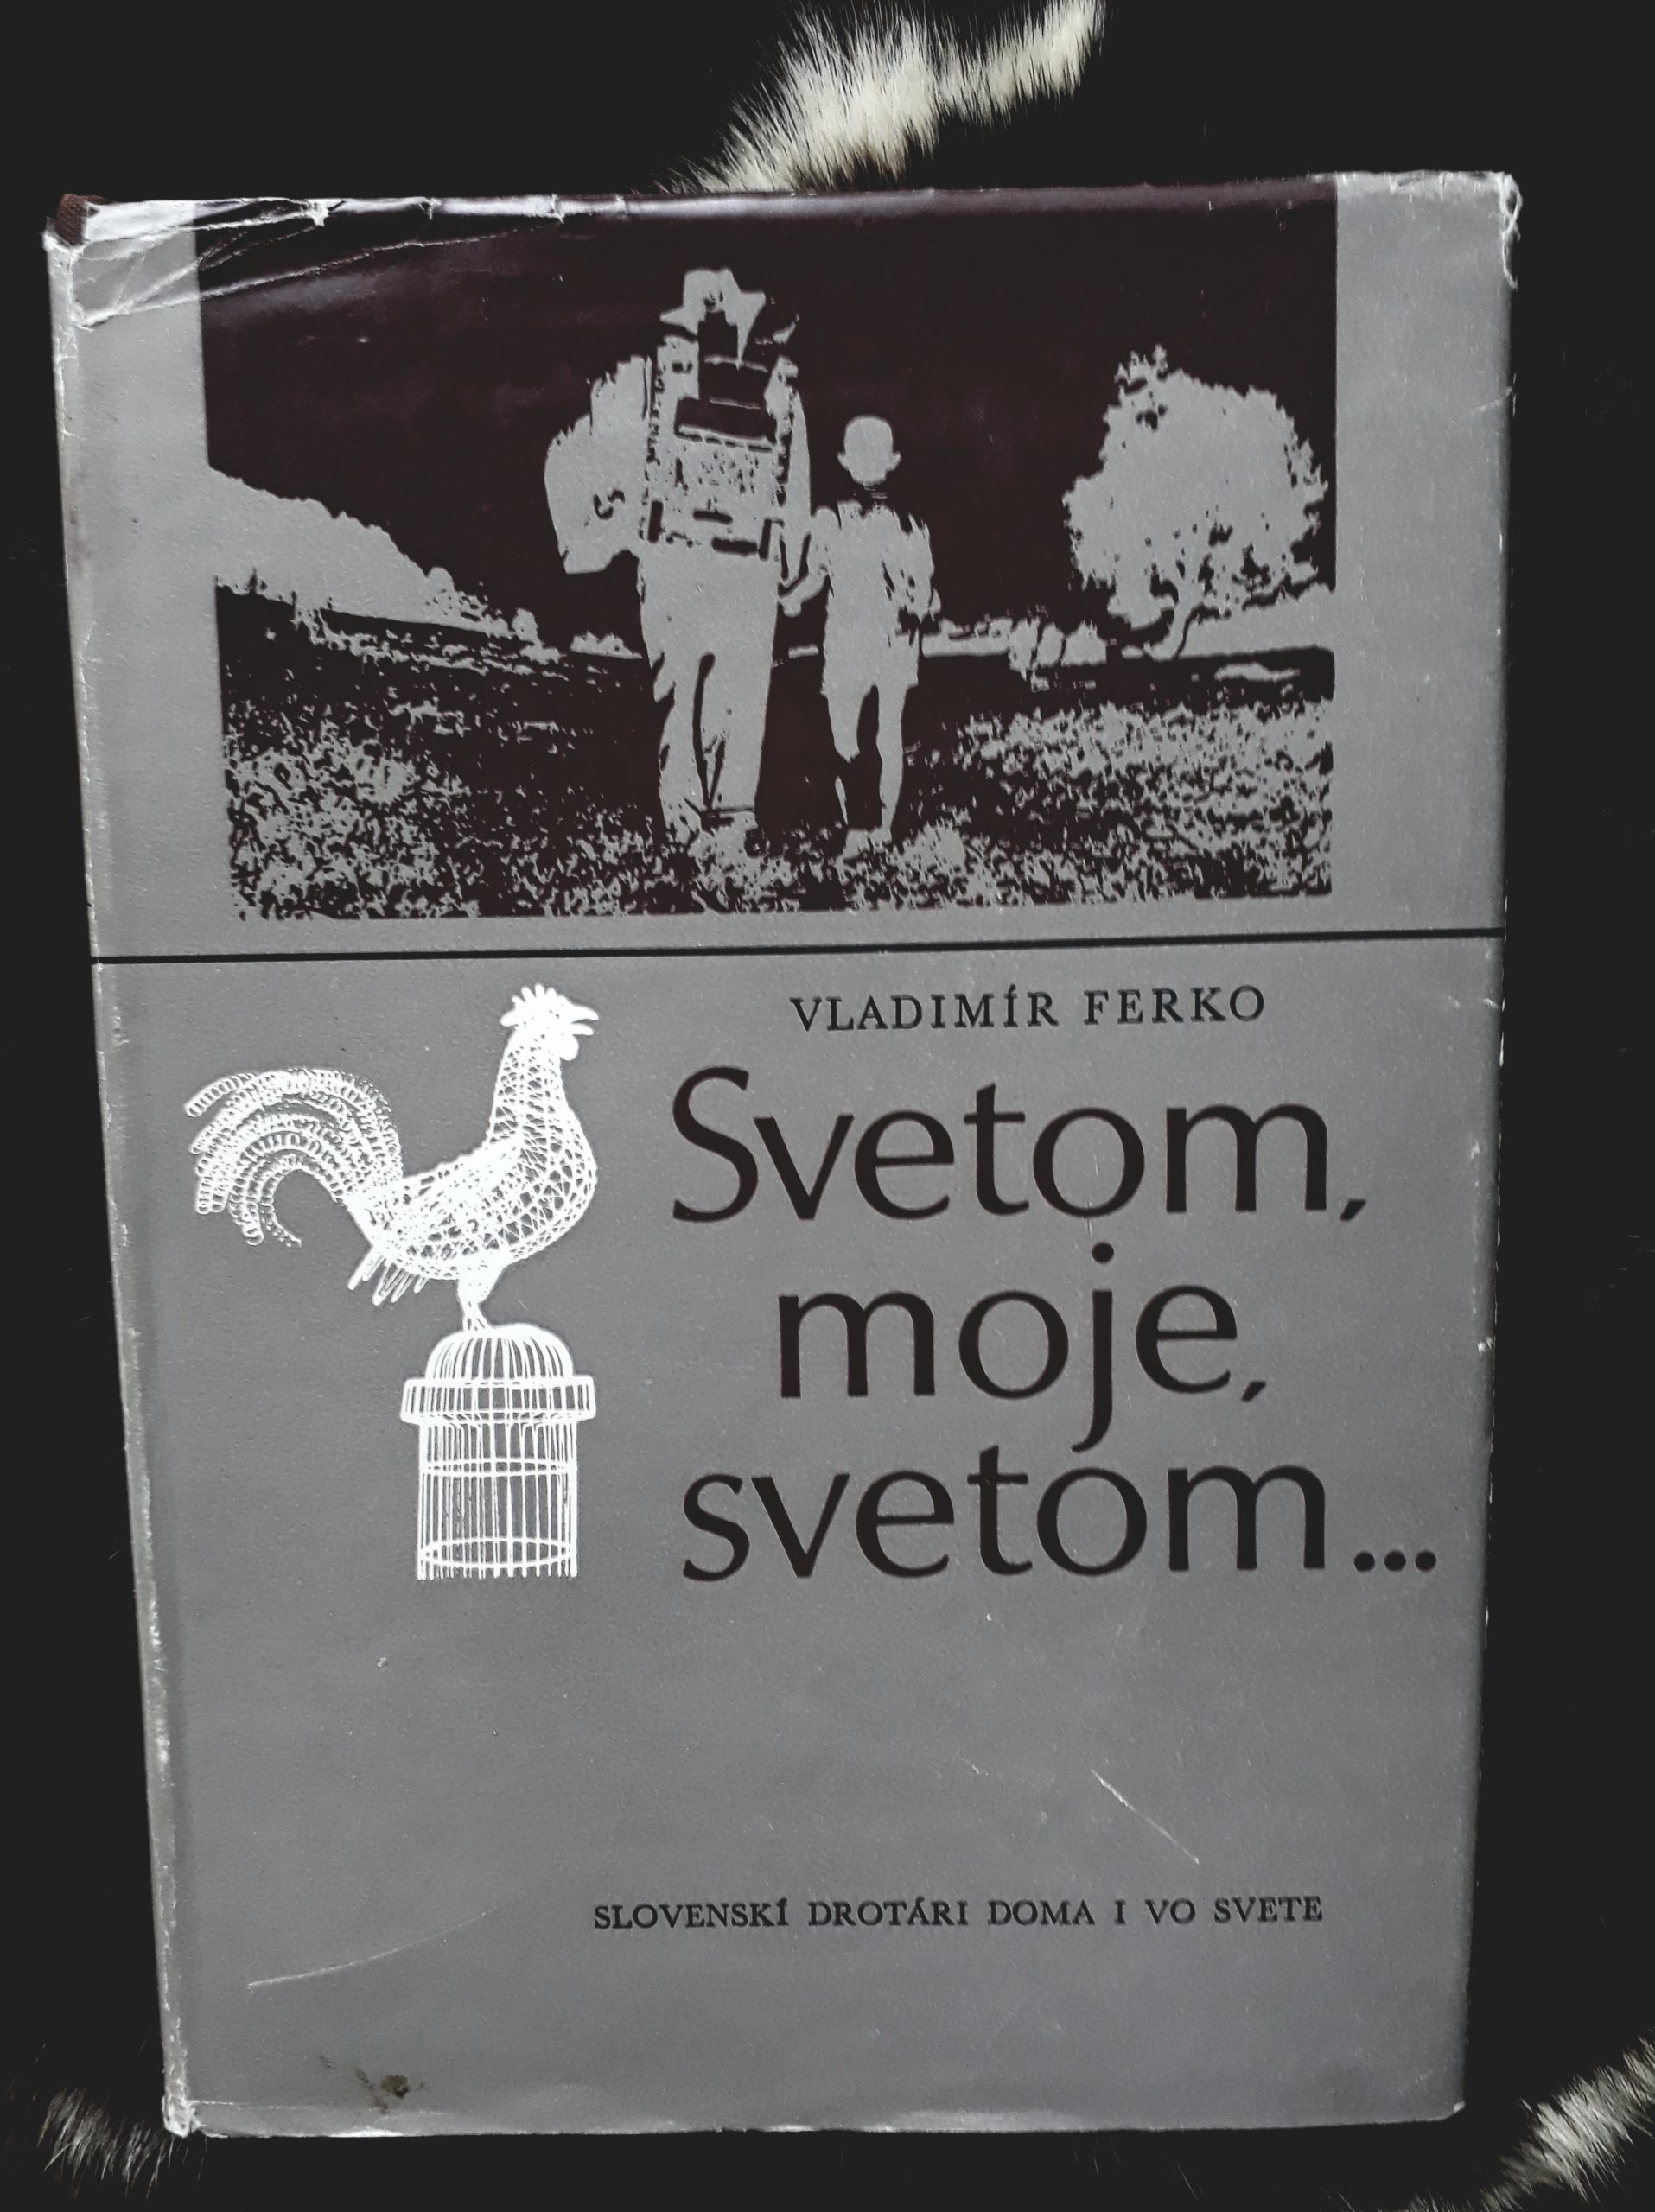 VLADIMÍR FERKO
Svetom,
moje,
svetom...
SLOVENSKÍ DROTÁRI DOMA I VO SVETE